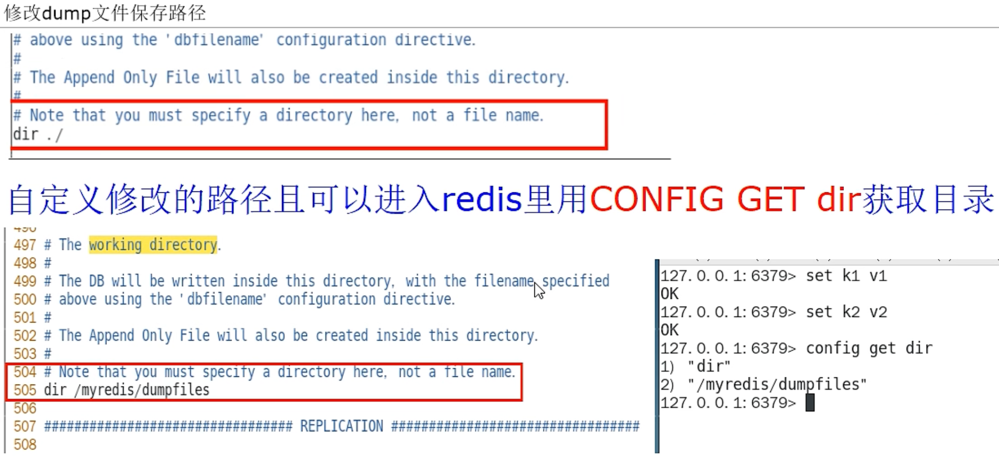 修改dump文件保存路径
# above using the 'dbfilename' configuration directive.
#
# The Append Only File will also be created inside this directory.
#
# Note that you must specify a directory here, not a file name.
dir ./
自定义修改的路径且可以进入redis里用CONFIG GET dir获取目录
496
497 # The working directory.
498 #
499 # The DB will be written inside this directory, with the filename specified
500 # above using the 'dbfilename' configuration directive.
501 #
502 # The Append Only File will also be created inside this directory.
503 #
504 # Note that you must specify a directory here, not a file name.
505 dir /myredis/dumpfiles
506
507 ################################# REPLICATION #################################
508
127.0.0.1:6379> set k1 v1
OK
127.0.0.1:6379> set k2 v2
OK
127.0.0.1:6379> config get dir
1) "dir"
2) "/myredis/dumpfiles"
127.0.0.1:6379>